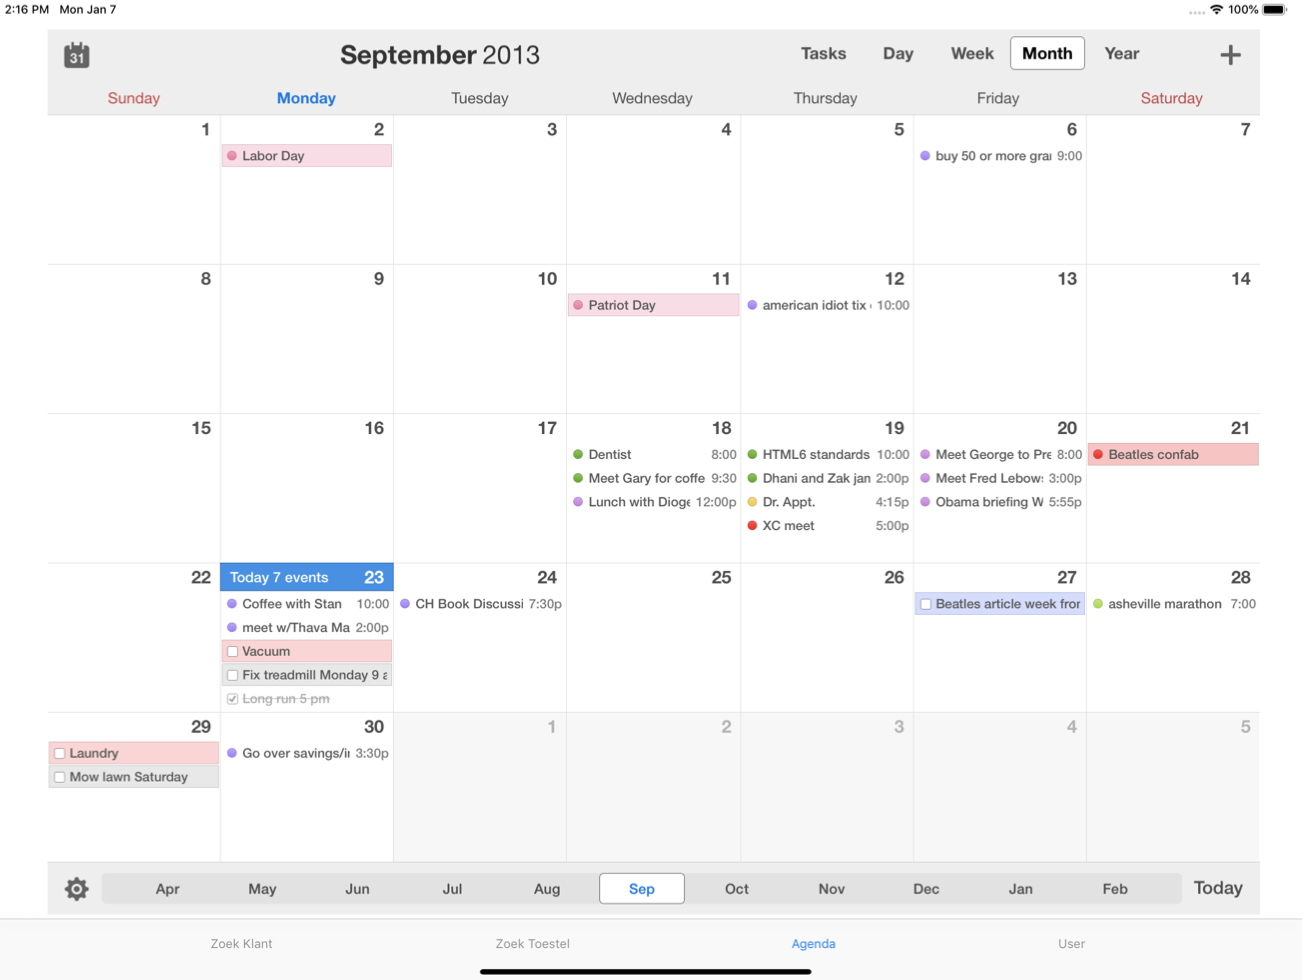 2:16 PM Mon Jan 7 100%
31 September 2013 Tasks Day Week Month Year +
Sunday Monday Tuesday Wednesday Thursday Friday Saturday
1 2 3 4 5 6 7
Labor Day
buy 50 or more gra 9:00
8 9 10 11 12 13 14
Patriot Day
american idiot tix 10:00
15 16 17 18 19 20 21
Dentist 8:00
Meet Gary for coffe 9:30
Lunch with Dioge 12:00p
HTML6 standards 10:00
Dhani and Zak jan 2:00p
Dr. Appt. 4:15p
XC meet 5:00p
Meet George to Pre 8:00
Meet Fred Lebow 3:00p
Obama briefing W 5:55p
Beatles confab
22 Today 7 events 23 24 25 26 27 28
Coffee with Stan 10:00
meet w/Thava Ma 2:00p
Vacuum
Fix treadmill Monday 9 a
Long run 5 pm
CH Book Discussi 7:30p
Beatles article week fror
asheville marathon 7:00
29 30 1 2 3 4 5
Laundry
Mow lawn Saturday
Go over savings/ir 3:30p
Apr May Jun Jul Aug Sep Oct Nov Dec Jan Feb Today
Zoek Klant Zoek Toestel Agenda User